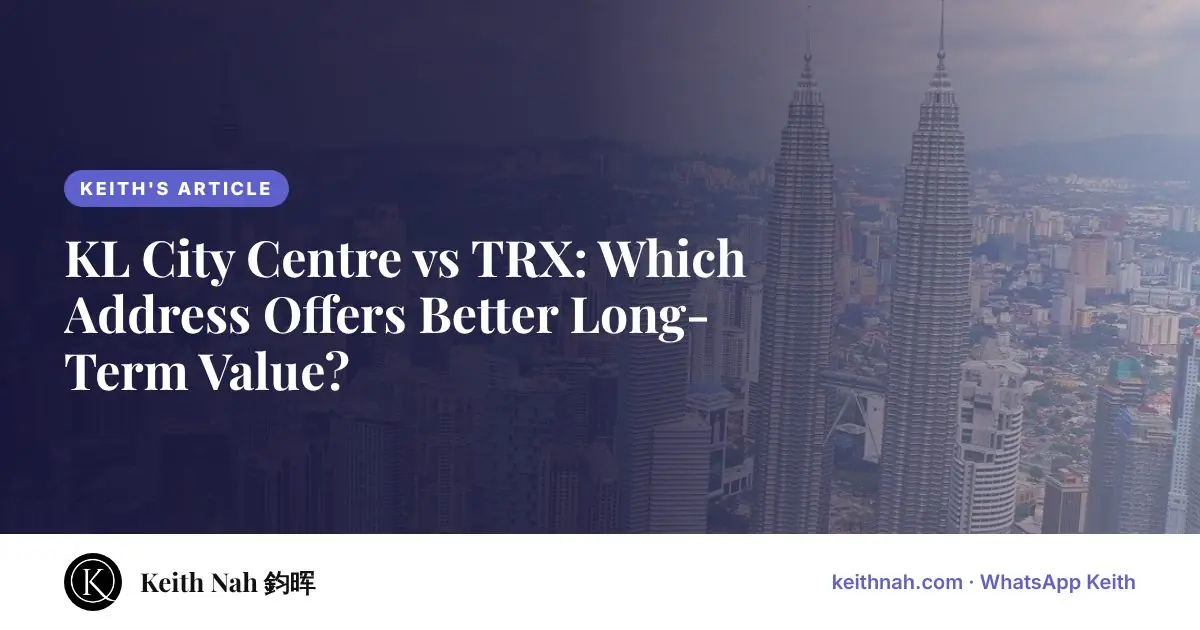 KEITH'S ARTICLE
KL City Centre vs TRX: Which
Address Offers Better Long-
Term Value?
K
Keith Nah 鈞晖
keithnah.com · WhatsApp Keith